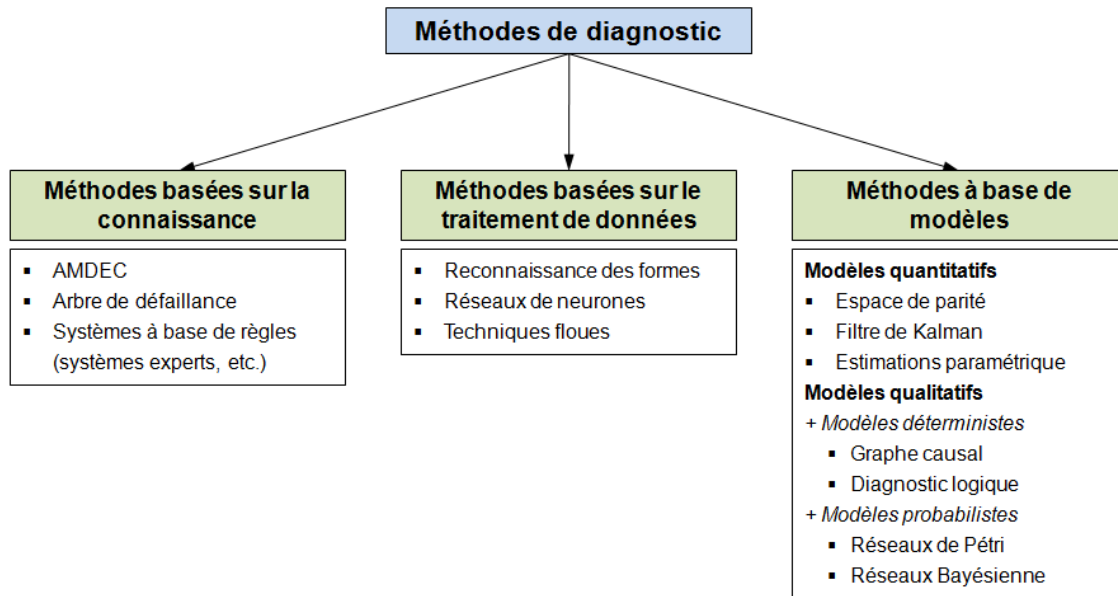 Méthodes de diagnostic
Méthodes basées sur la
connaissance
▪ AMDEC
▪ Arbre de défaillance
▪ Systèmes à base de règles
(systèmes experts, etc.)
Méthodes basées sur le
traitement de données
▪ Reconnaissance des formes
▪ Réseaux de neurones
▪ Techniques floues
Méthodes à base de
modèles
Modèles quantitatifs
▪ Espace de parité
▪ Filtre de Kalman
▪ Estimations paramétrique
Modèles qualitatifs
+ Modèles déterministes
▪ Graphe causal
▪ Diagnostic logique
+ Modèles probabilistes
▪ Réseaux de Pétri
▪ Réseaux Bayésienne